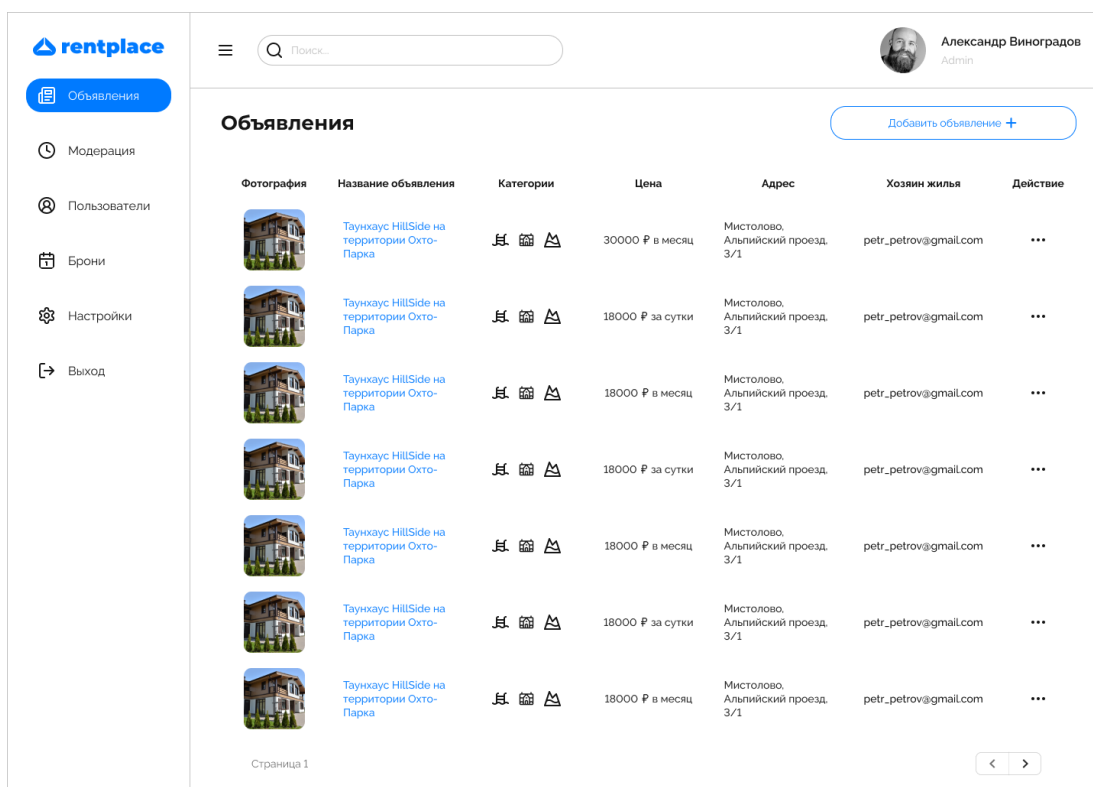 rentplace
Поиск...
Александр Виноградов
Admin
Объявления
Модерация
Пользователи
Брони
Настройки
Выход
Объявления
Добавить объявление +
Фотография Название объявления Категории Цена Адрес Хозяин жилья Действие
Таунхаус HillSide на
территории Охто-
Парка
30000 ₽ в месяц
Мистолово,
Альпийский проезд,
3/1
petr_petrov@gmail.com
Таунхаус HillSide на
территории Охто-
Парка
18000 ₽ за сутки
Мистолово,
Альпийский проезд,
3/1
petr_petrov@gmail.com
Таунхаус HillSide на
территории Охто-
Парка
18000 ₽ в месяц
Мистолово,
Альпийский проезд,
3/1
petr_petrov@gmail.com
Таунхаус HillSide на
территории Охто-
Парка
18000 ₽ за сутки
Мистолово,
Альпийский проезд,
3/1
petr_petrov@gmail.com
Таунхаус HillSide на
территории Охто-
Парка
18000 ₽ в месяц
Мистолово,
Альпийский проезд,
3/1
petr_petrov@gmail.com
Таунхаус HillSide на
территории Охто-
Парка
18000 ₽ за сутки
Мистолово,
Альпийский проезд,
3/1
petr_petrov@gmail.com
Таунхаус HillSide на
территории Охто-
Парка
18000 ₽ в месяц
Мистолово,
Альпийский проезд,
3/1
petr_petrov@gmail.com
Страница 1